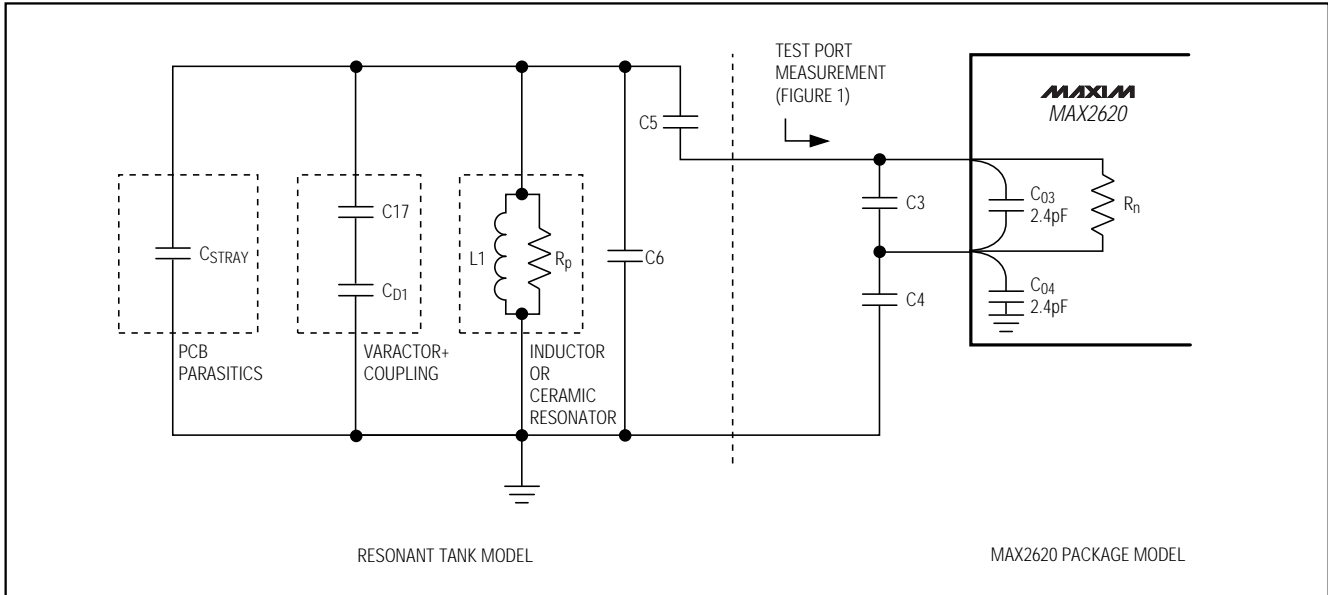 TEST PORT
MEASUREMENT
(FIGURE 1)
MAXIM
MAX2620
C5
C3
C03
2.4pF
Rn
C17
CSTRAY
L1
Rp
C6
CD1
C4
C04
2.4pF
PCB
PARASITICS
VARACTOR+
COUPLING
INDUCTOR
OR
CERAMIC
RESONATOR
RESONANT TANK MODEL
MAX2620 PACKAGE MODEL